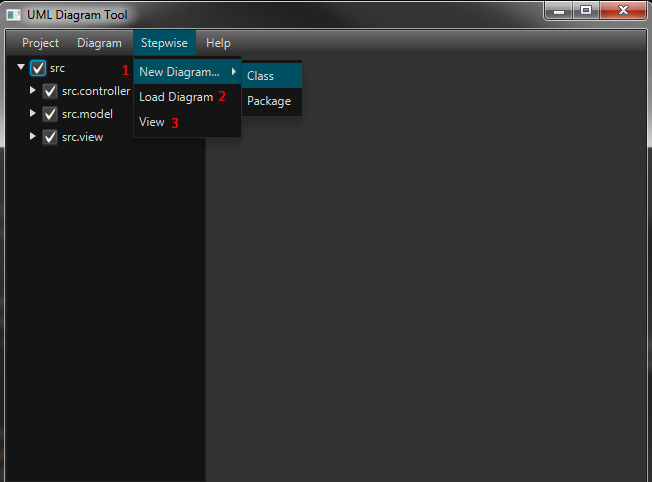 UML Diagram Tool
Project Diagram Stepwise Help
src
1 New Diagram...
Class
src.controller
Load Diagram 2
Package
src.model
View 3
src.view